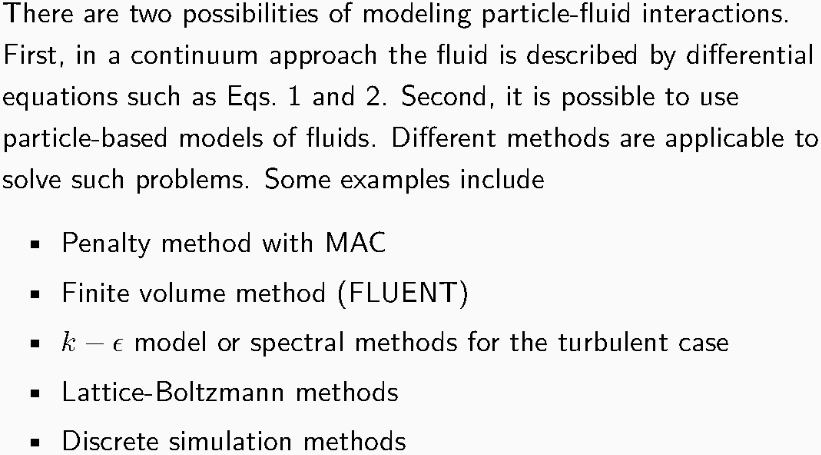 There are two possibilities of modeling particle-fluid interactions.
First, in a continuum approach the fluid is described by differential
equations such as Eqs. 1 and 2. Second, it is possible to use
particle-based models of fluids. Different methods are applicable to
solve such problems. Some examples include
▪ Penalty method with MAC
▪ Finite volume method (FLUENT)
▪ k − ϵ model or spectral methods for the turbulent case
▪ Lattice-Boltzmann methods
▪ Discrete simulation methods